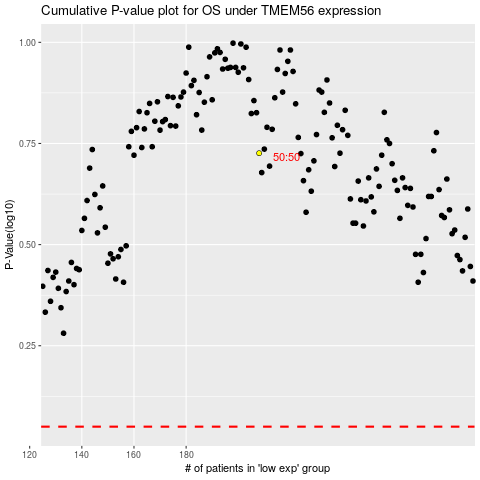 Cumulative P-value plot for OS under TMEM56 expression
P-Value(log10)
1.00
0.75
0.50
0.25
50:50
120 140 160 180
# of patients in 'low exp' group